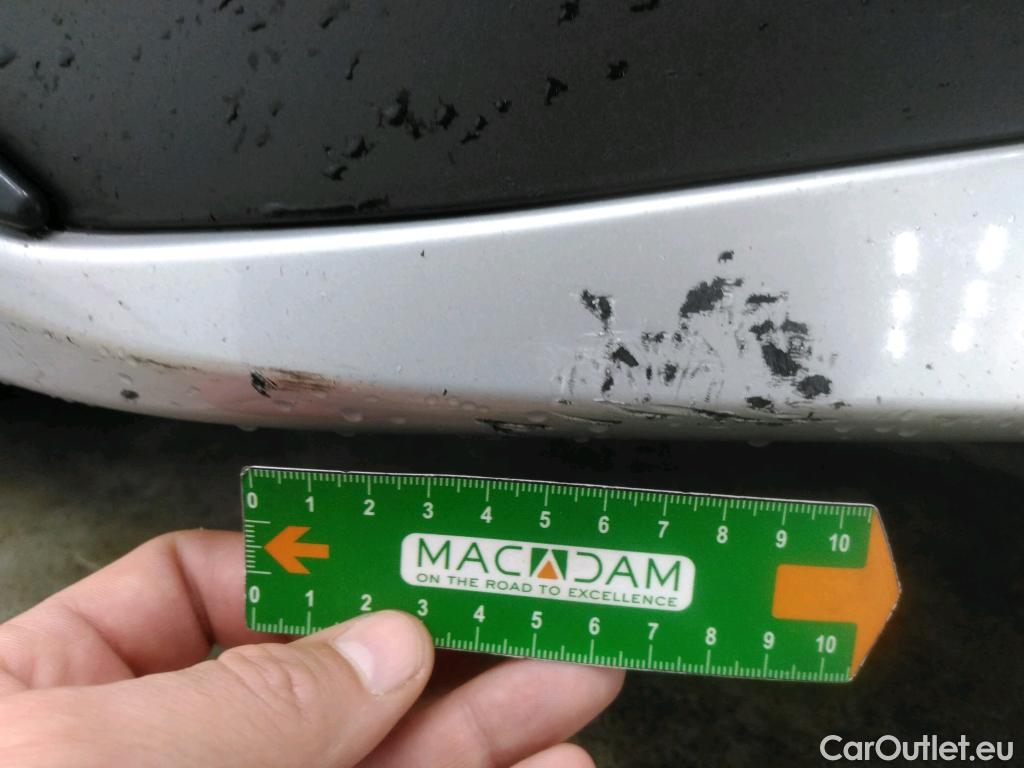 0 1 2 3 4 5 6 7 8 9 10
MACADAM
ON THE ROAD TO EXCELLENCE
0 1 2 3 4 5 6 7 8 9 10
CarOutlet.eu